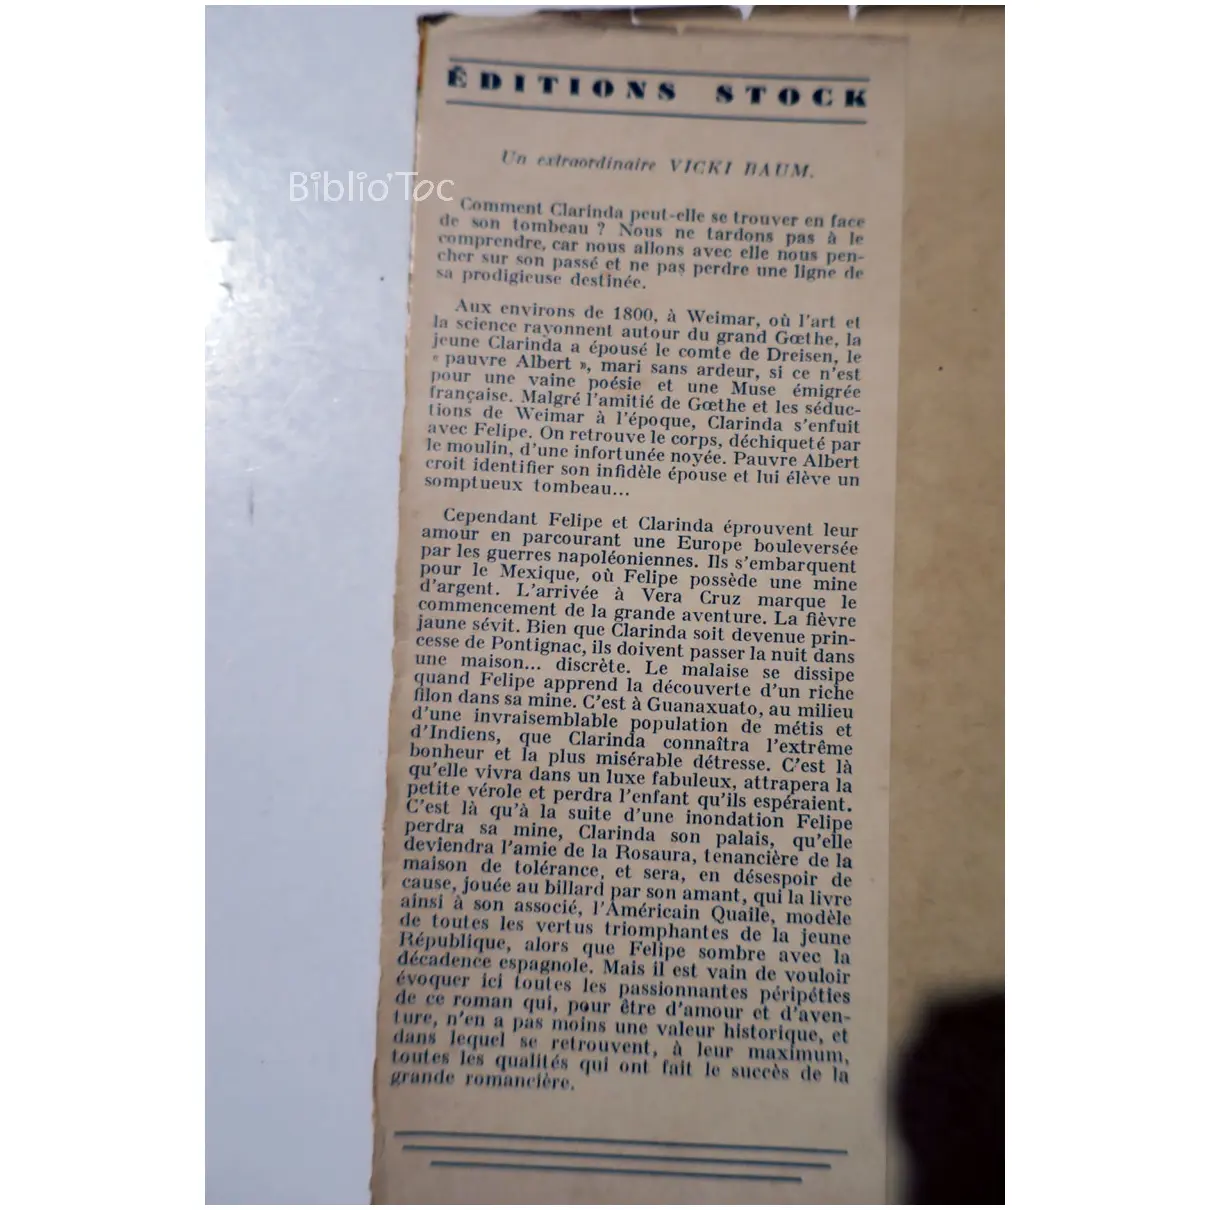 ÉDITIONS STOCK
Un extraordinaire VICKI BAUM.
Biblio'Toc
Comment Clarinda peut-elle se trouver en face
de son tombeau ? Nous ne tardons pas à le
comprendre, car nous allons avec elle nous pen-
cher sur son passé et ne pas perdre une ligne de
sa prodigieuse destinée.
Aux environs de 1800, à Weimar, où l'art et
la science rayonnent autour du grand Gœthe, la
jeune Clarinda a épousé le comte de Dreisen, le
« pauvre Albert », mari sans ardeur, si ce n'est
pour une vaine poésie et une Muse émigrée
française. Malgré l'amitié de Gœthe et les séduc-
tions de Weimar à l'époque, Clarinda s'enfuit
avec Felipe. On retrouve le corps, déchiqueté par
le moulin, d'une infortunée noyée. Pauvre Albert
croit identifier son infidèle épouse et lui élève un
somptueux tombeau...
Cependant Felipe et Clarinda éprouvent leur
amour en parcourant une Europe bouleversée
par les guerres napoléoniennes. Ils s'embarquent
pour le Mexique, où Felipe possède une mine
d'argent. L'arrivée à Vera Cruz marque le
commencement de la grande aventure. La fièvre
jaune sévit. Bien que Clarinda soit devenue prin-
cesse de Pontignac, ils doivent passer la nuit dans
une maison... discrète. Le malaise se dissipe
quand Felipe apprend la découverte d'un riche
filon dans sa mine. C'est à Guanaxuato, au milieu
d'une invraisemblable population de métis et
d'Indiens, que Clarinda connaîtra l'extrême
bonheur et la plus misérable détresse. C'est là
qu'elle vivra dans un luxe fabuleux, attrapera la
petite vérole et perdra l'enfant qu'ils espéraient.
C'est là qu'à la suite d'une inondation Felipe
perdra sa mine, Clarinda son palais, qu'elle
deviendra l'amie de la Rosaura, tenancière de la
maison de tolérance, et sera, en désespoir de
cause, jouée au billard par son amant, qui la livre
ainsi à son associé, l'Américain Quaile, modèle
de toutes les vertus triomphantes de la jeune
République, alors que Felipe sombre avec la
décadence espagnole. Mais il est vain de vouloir
évoquer ici toutes les passionnantes péripéties
de ce roman qui, pour être d'amour et d'aven-
ture, n'en a pas moins une valeur historique, et
dans lequel se retrouvent, à leur maximum,
toutes les qualités qui ont fait le succès de la
grande romancière.